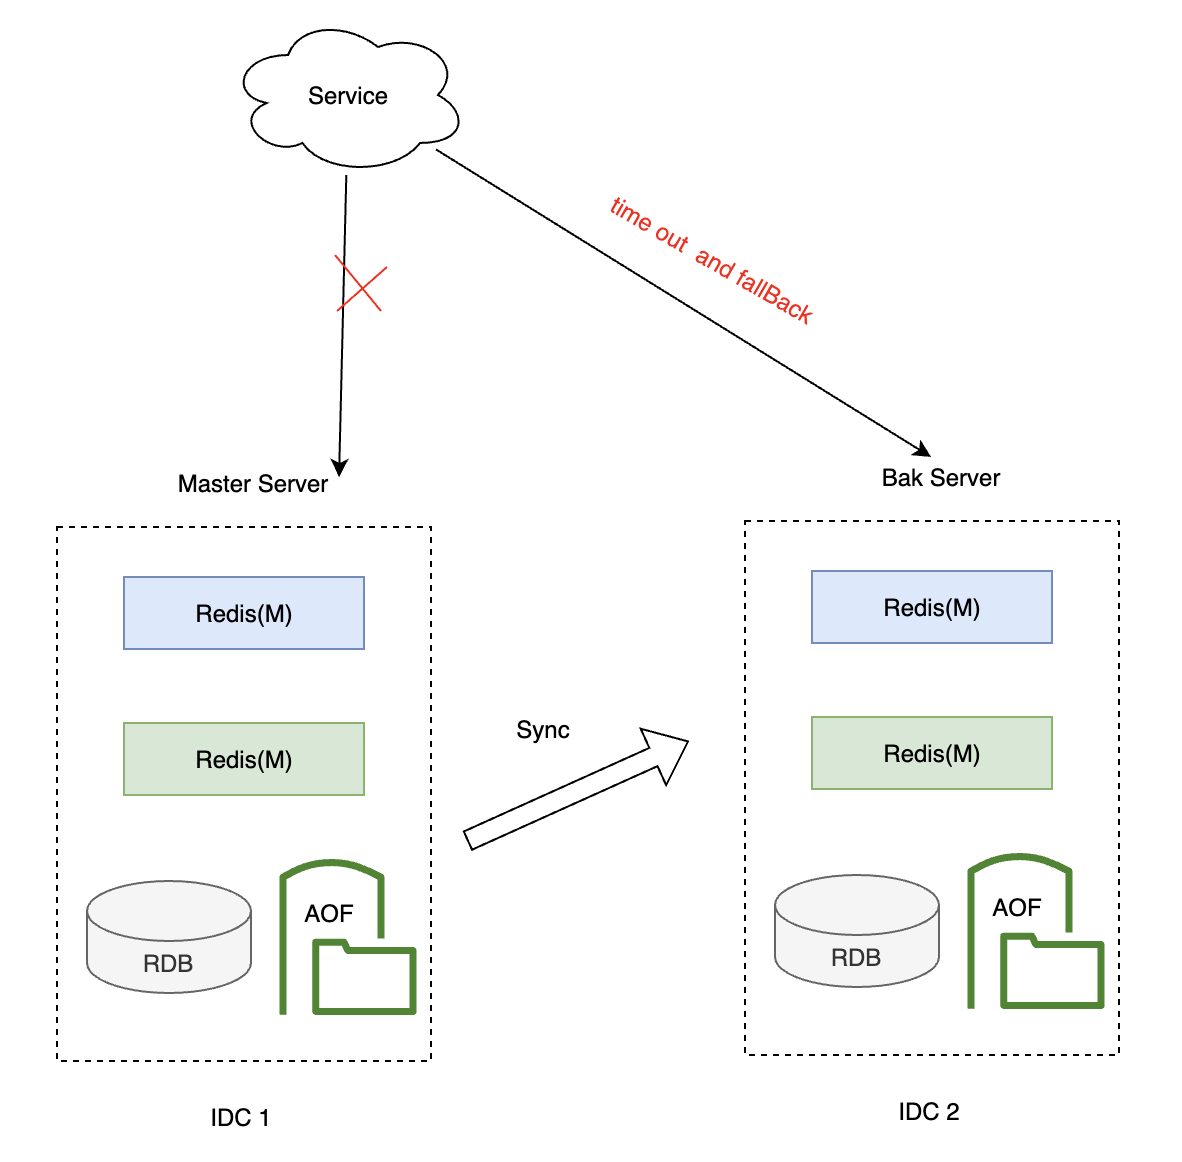 Service
time out  and fallBack
Master Server
Bak Server
Redis(M)
Redis(M)
Redis(M)
Redis(M)
Sync
AOF
RDB
AOF
RDB
IDC 1
IDC 2